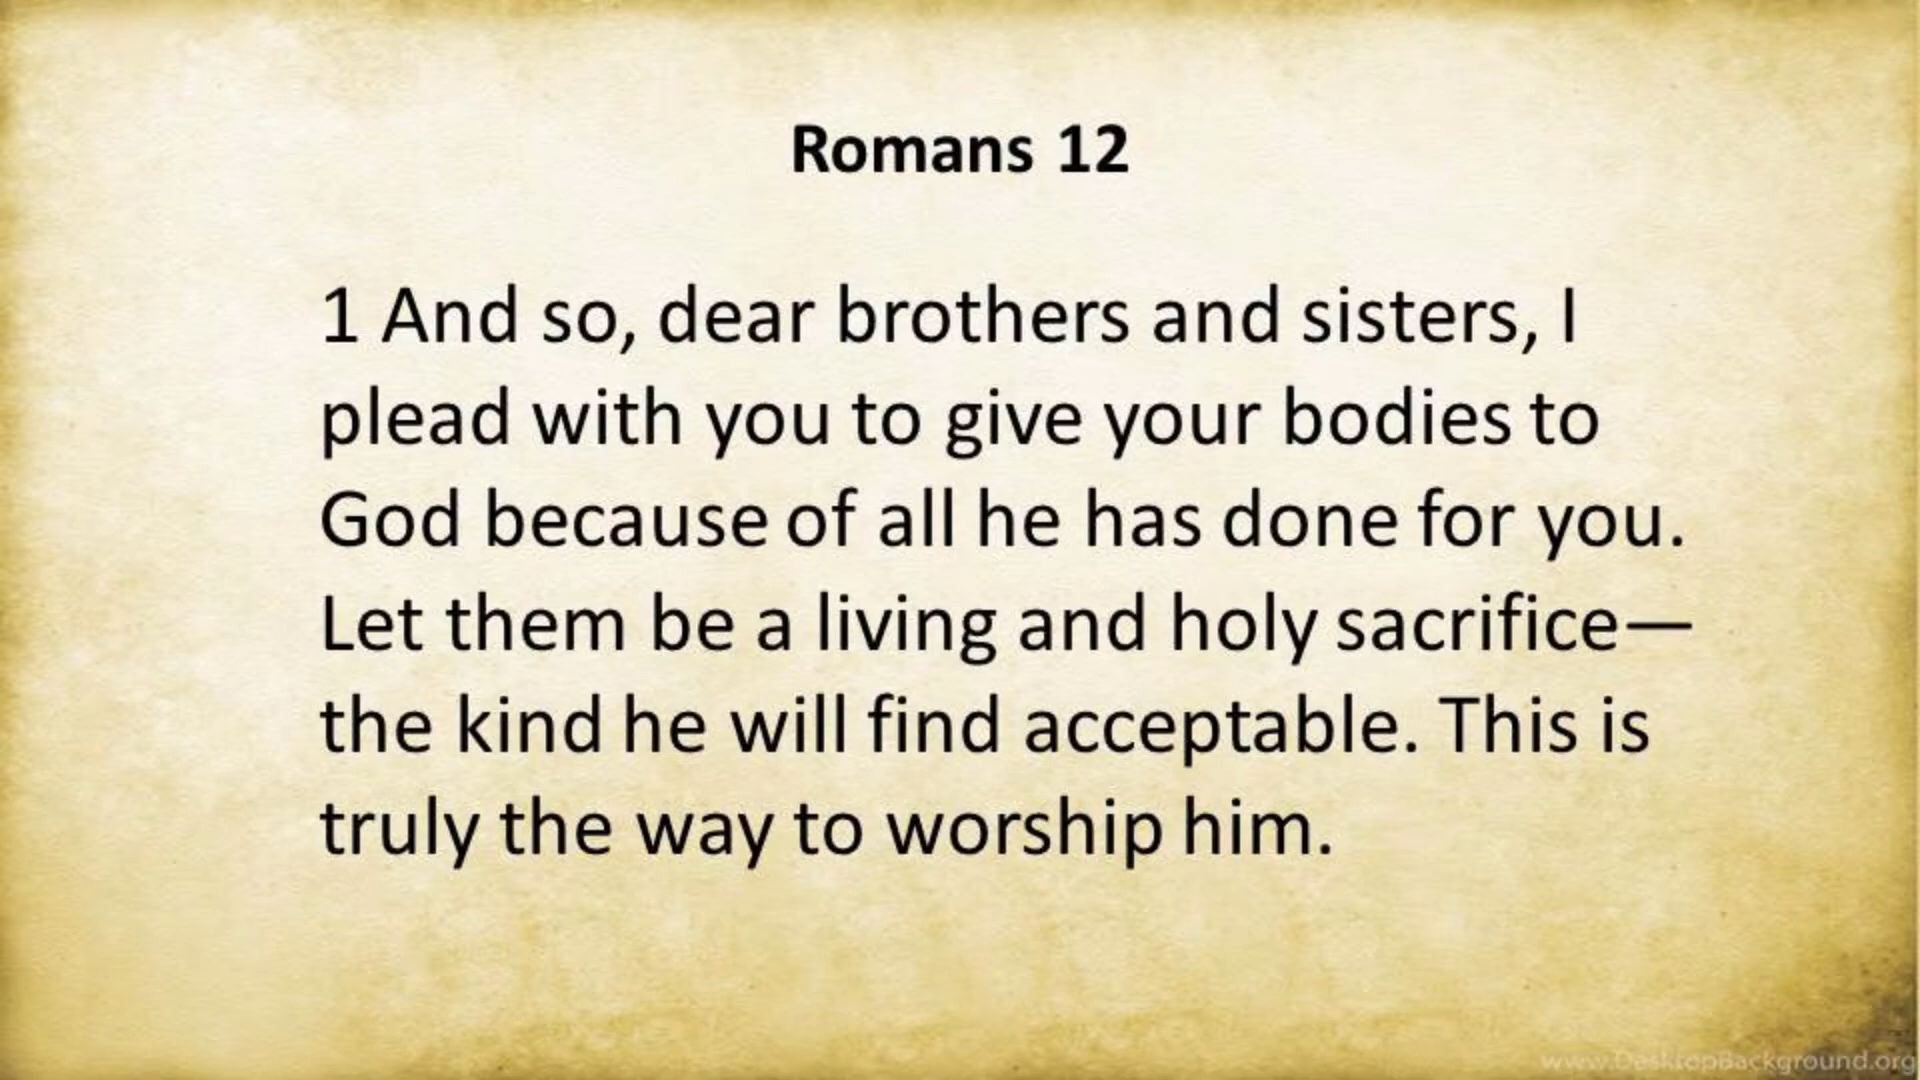 Romans 12
1 And so, dear brothers and sisters, I
plead with you to give your bodies to
God because of all he has done for you.
Let them be a living and holy sacrifice—
the kind he will find acceptable. This is
truly the way to worship him.
www.DesktopBackground.org